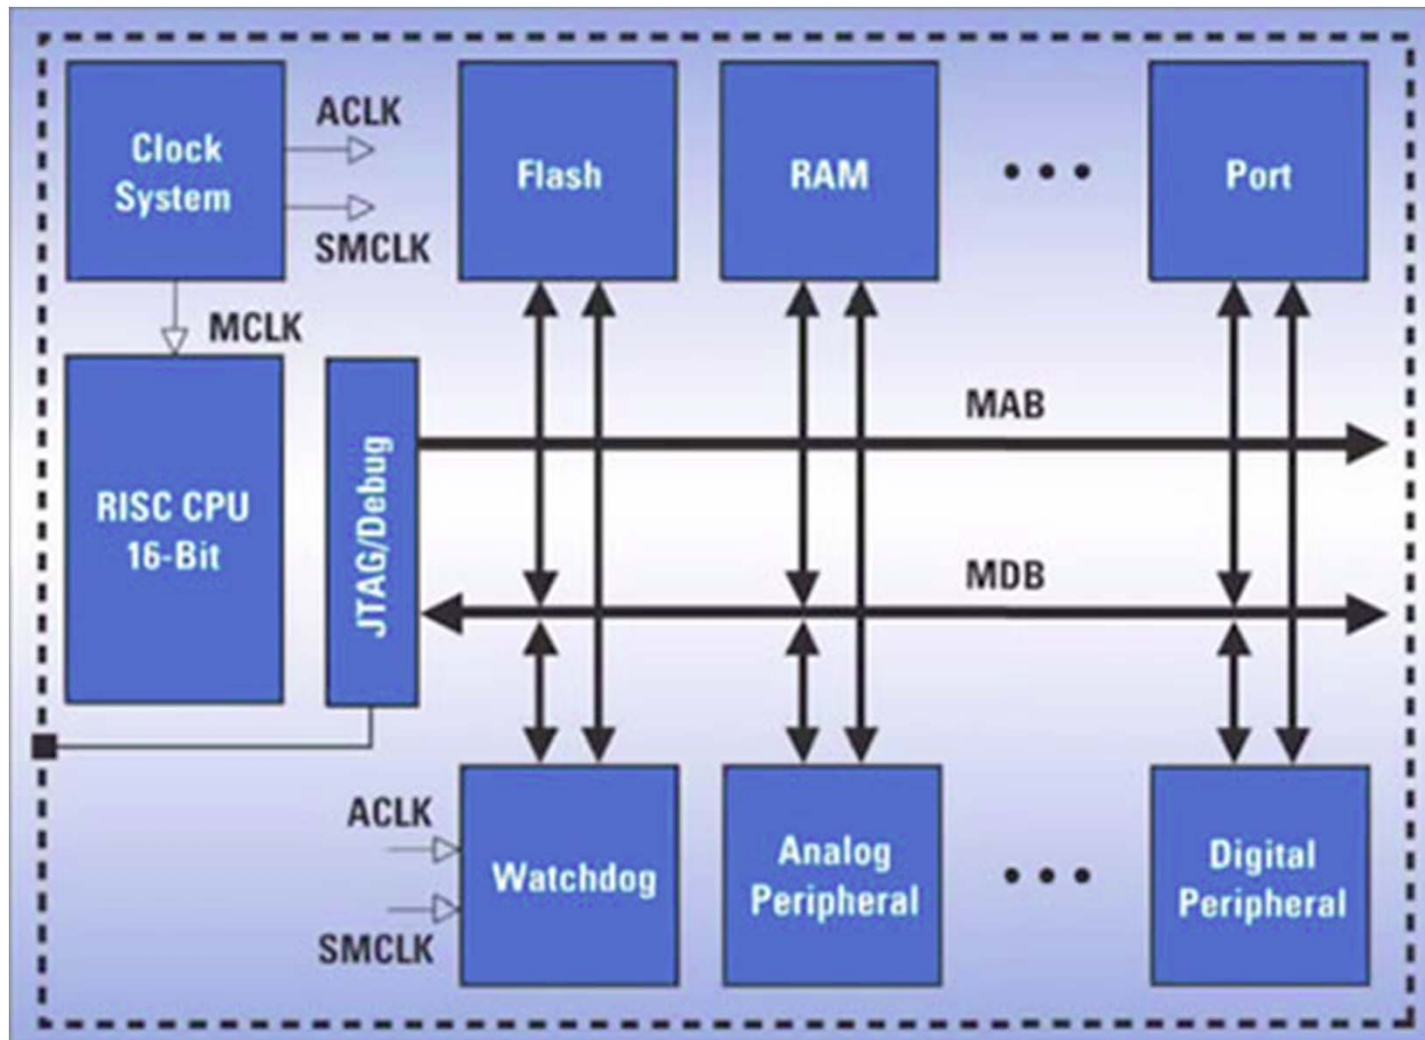 Clock
System
ACLK
SMCLK
Flash
RAM
Port
MCLK
RISC CPU
16-Bit
JTAG/Debug
MAB
MDB
ACLK
SMCLK
Watchdog
Analog
Peripheral
Digital
Peripheral